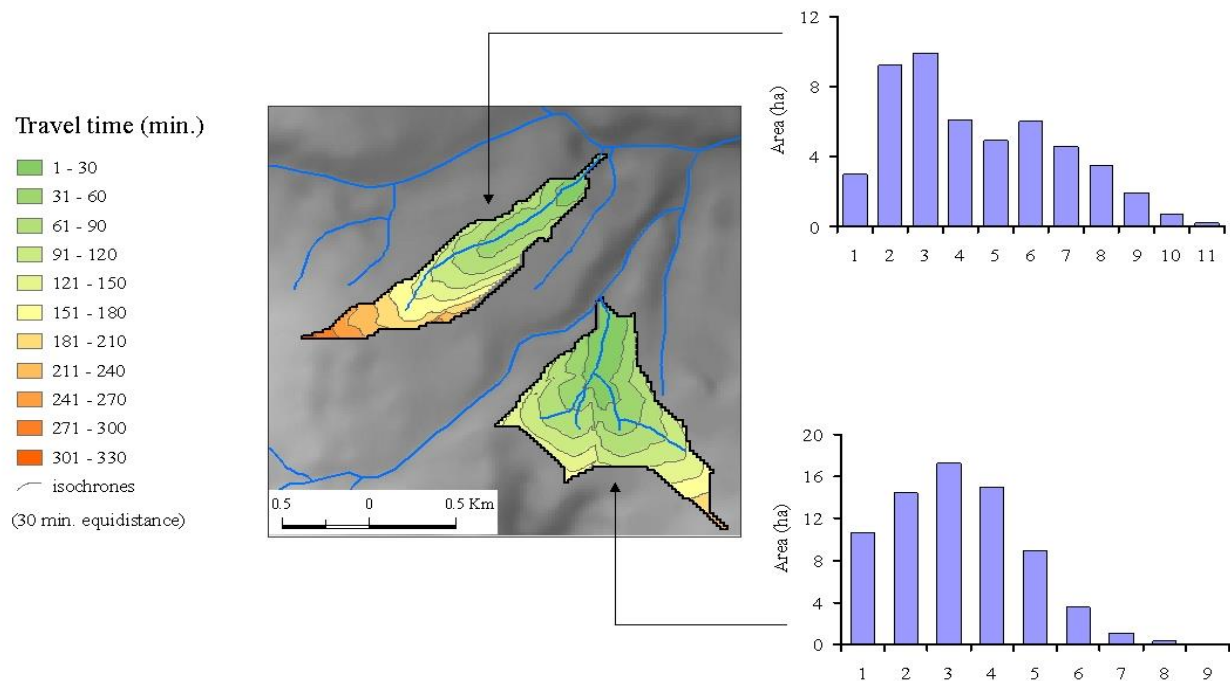 Travel time (min.)
1 - 30
31 - 60
61 - 90
91 - 120
121 - 150
151 - 180
181 - 210
211 - 240
241 - 270
271 - 300
301 - 330
isochrones
(30 min. equidistance)
0.5 0 0.5 Km
12
8
4
0
Area (ha)
1 2 3 4 5 6 7 8 9 10 11
20
16
12
8
4
0
Area (ha)
1 2 3 4 5 6 7 8 9